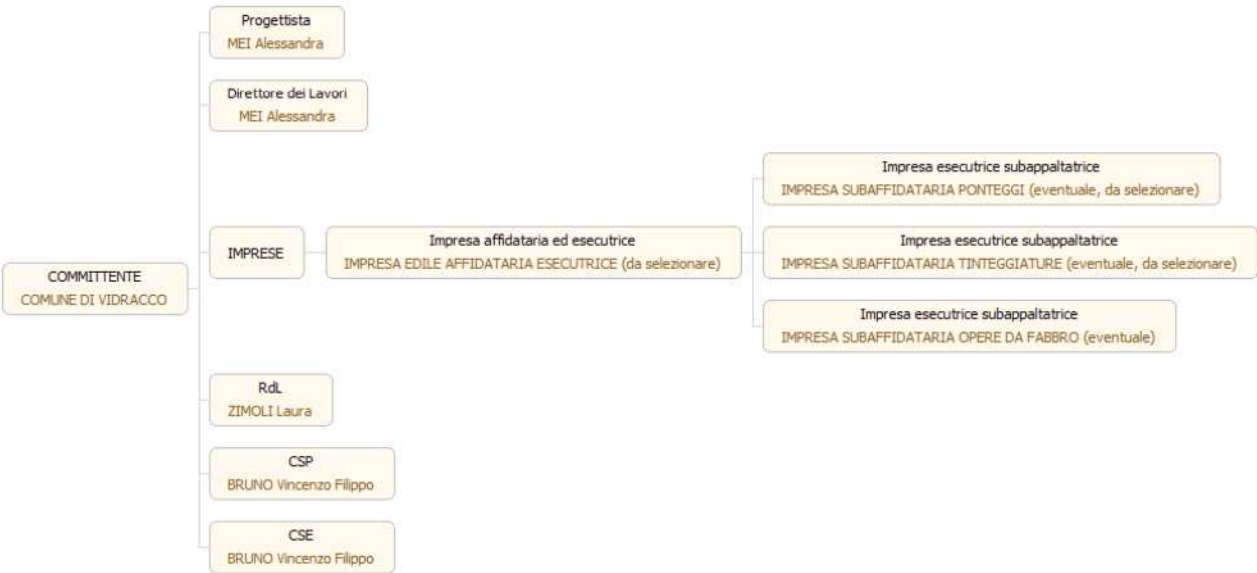 Progettista
MEI Alessandra
Direttore dei Lavori
MEI Alessandra
Impresa esecutrice subappaltatrice
IMPRESA SUBAFFIDATARIA PONTEGGI (eventuale, da selezionare)
IMPRESE
Impresa affidataria ed esecutrice
IMPRESA EDILE AFFIDATARIA ESECUTRICE (da selezionare)
Impresa esecutrice subappaltatrice
IMPRESA SUBAFFIDATARIA TINTEGGIATURE (eventuale, da selezionare)
COMMITTENTE
COMUNE DI VIDRACCO
Impresa esecutrice subappaltatrice
IMPRESA SUBAFFIDATARIA OPERE DA FABBRO (eventuale)
RdL
ZIMOLI Laura
CSP
BRUNO Vincenzo Filippo
CSE
BRUNO Vincenzo Filippo